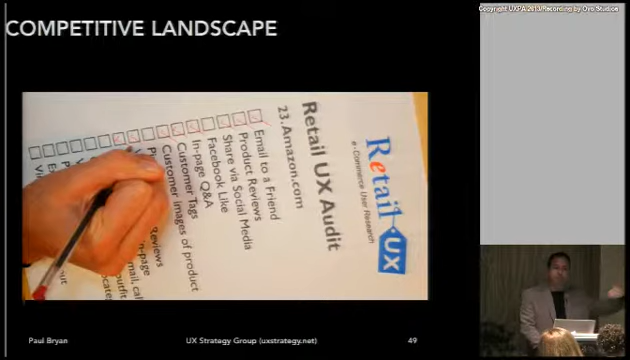 Copyright UXPA 2013/Recording by Oyo Studios
COMPETITIVE LANDSCAPE
Retail UX
e-Commerce User Research
Retail UX Audit
23. Amazon.com
Email to a Friend
Product Reviews
Share via Social Media
Facebook Like
In-page Q&A
Customer Tags
Customer images of product
Paul Bryan
UX Strategy Group (uxstrategy.net)
49